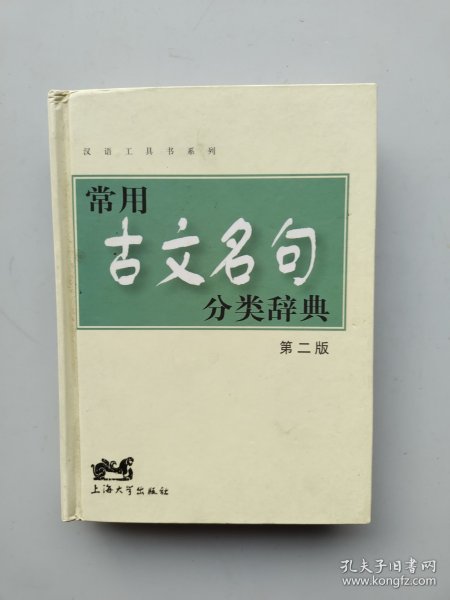 汉语工具书系列
常用
古文名句
分类辞典
第二版
上海大学出版社
孔夫子旧书网
www.kongfz.com